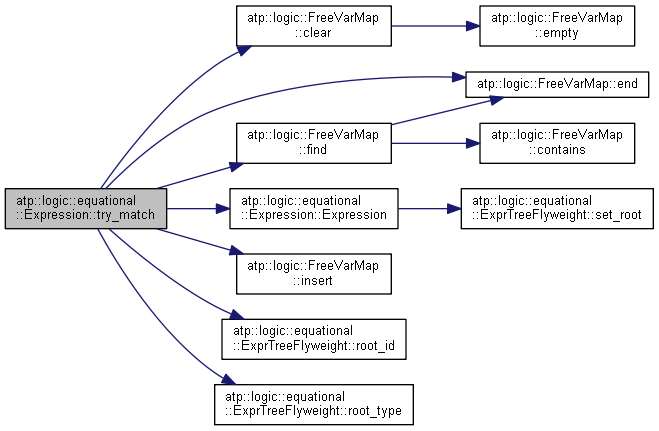 atp::logic::equational
::Expression::try_match
atp::logic::FreeVarMap
::clear
atp::logic::FreeVarMap
::empty
atp::logic::FreeVarMap::end
atp::logic::FreeVarMap
::find
atp::logic::FreeVarMap
::contains
atp::logic::equational
::Expression::Expression
atp::logic::equational
::ExprTreeFlyweight::set_root
atp::logic::FreeVarMap
::insert
atp::logic::equational
::ExprTreeFlyweight::root_id
atp::logic::equational
::ExprTreeFlyweight::root_type